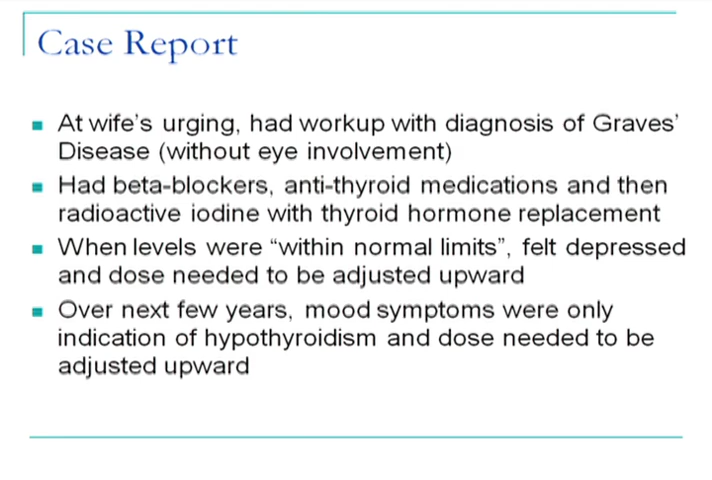 Case Report
At wife's urging, had workup with diagnosis of Graves'
Disease (without eye involvement)
Had beta-blockers, anti-thyroid medications and then
radioactive iodine with thyroid hormone replacement
When levels were “within normal limits”, felt depressed
and dose needed to be adjusted upward
Over next few years, mood symptoms were only
indication of hypothyroidism and dose needed to be
adjusted upward